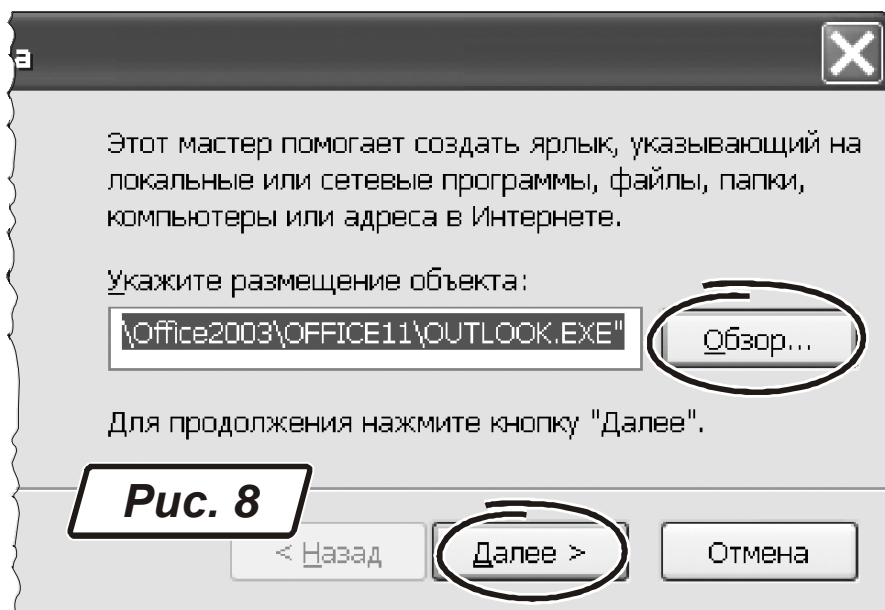 а
Этот мастер помогает создать ярлык, указывающий на
локальные или сетевые программы, файлы, папки,
компьютеры или адреса в Интернете.
Укажите размещение объекта:
\Office2003\OFFICE11\OUTLOOK.EXE"
Обзор...
Для продолжения нажмите кнопку "Далее".
Рис. 8
< Назад
Далее >
Отмена